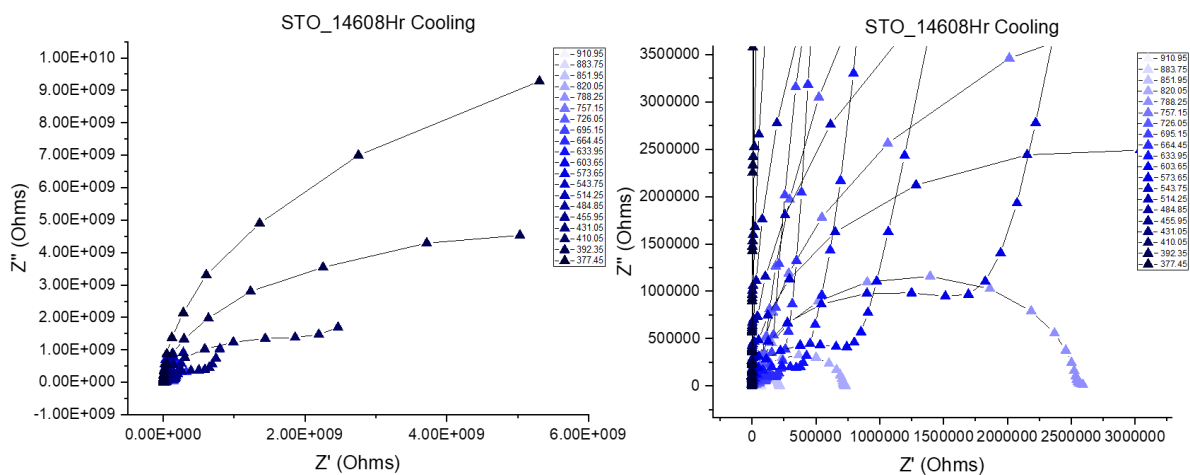 STO_14608Hr Cooling
1.00E+010
9.00E+009
8.00E+009
7.00E+009
6.00E+009
5.00E+009
4.00E+009
3.00E+009
2.00E+009
1.00E+009
0.00E+000
-1.00E+009
Z" (Ohms)
0.00E+000 2.00E+009 4.00E+009 6.00E+009
Z' (Ohms)
910.95
883.75
851.95
820.05
788.25
757.15
726.05
695.15
664.45
633.95
603.65
573.65
543.75
514.25
484.85
455.95
431.05
410.05
392.35
377.45
STO_14608Hr Cooling
3500000
3000000
2500000
2000000
1500000
1000000
500000
0
Z" (Ohms)
0 500000 1000000 1500000 2000000 2500000 3000000
Z' (Ohms)
910.95
883.75
851.95
820.05
788.25
757.15
726.05
695.15
664.45
633.95
603.65
573.65
543.75
514.25
484.85
455.95
431.05
410.05
392.35
377.45